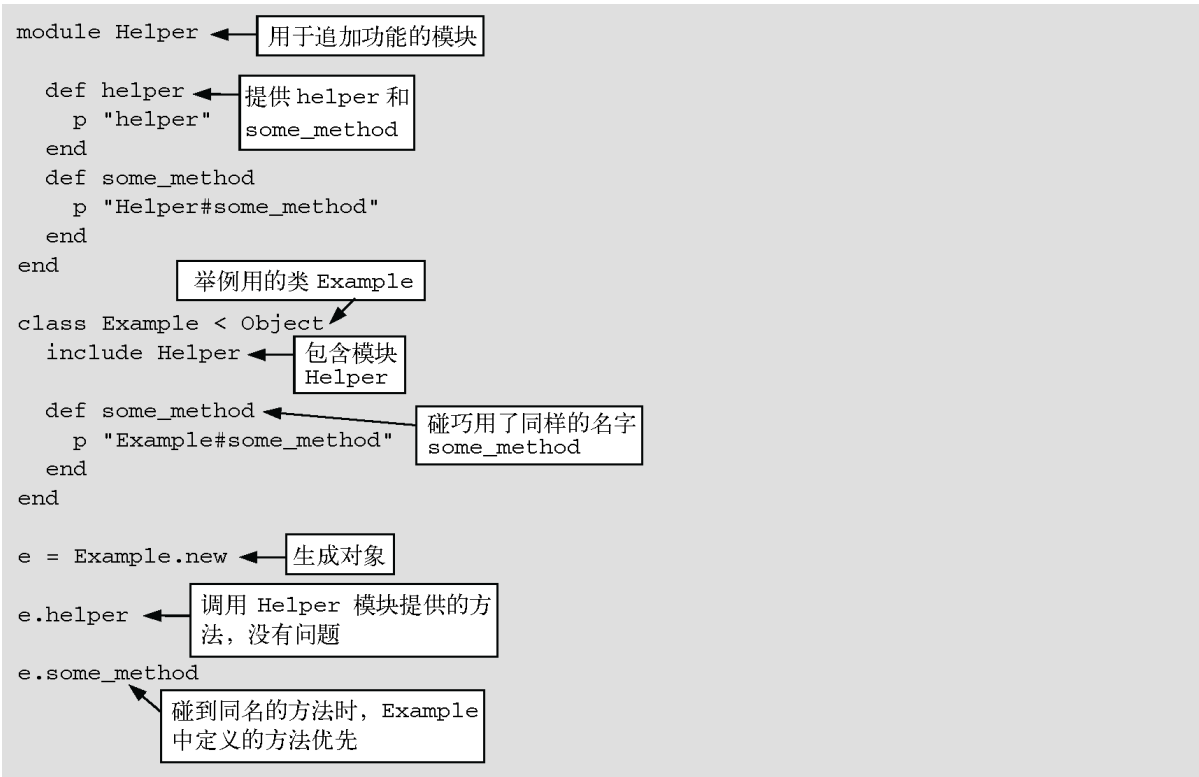 module Helper
用于追加功能的模块
def helper
提供 helper 和
some_method
p "helper"
end
def some_method
p "Helper#some_method"
end
end
举例用的类 Example
class Example < Object
include Helper
包含模块
Helper
def some_method
碰巧用了同样的名字
some_method
p "Example#some_method"
end
end
e = Example.new
生成对象
e.helper
调用 Helper 模块提供的方
法，没有问题
e.some_method
碰到同名的方法时，Example
中定义的方法优先